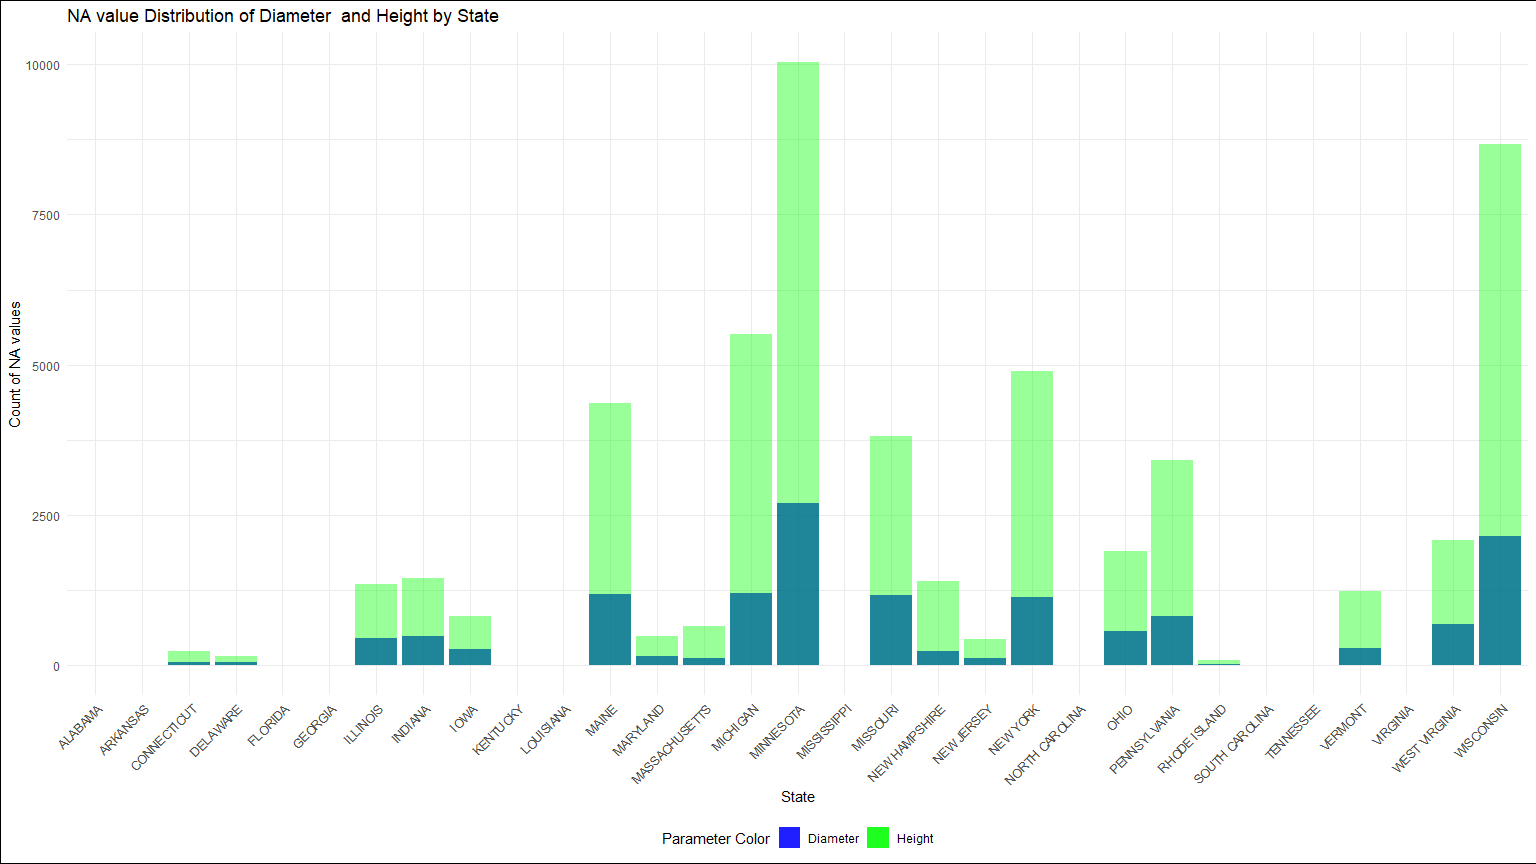 NA value Distribution of Diameter  and Height by State
Count of NA values
10000
7500
5000
2500
0
ALABAMA
ARKANSAS
CONNECTICUT
DELAWARE
FLORIDA
GEORGIA
ILLINOIS
INDIANA
IOWA
KENTUCKY
LOUISIANA
MAINE
MARYLAND
MASSACHUSETTS
MICHIGAN
MINNESOTA
MISSISSIPPI
MISSOURI
NEW HAMPSHIRE
NEW JERSEY
NEW YORK
NORTH CAROLINA
OHIO
PENNSYLVANIA
RHODE ISLAND
SOUTH CAROLINA
TENNESSEE
VERMONT
VIRGINIA
WEST VIRGINIA
WISCONSIN
State
Parameter Color Diameter Height